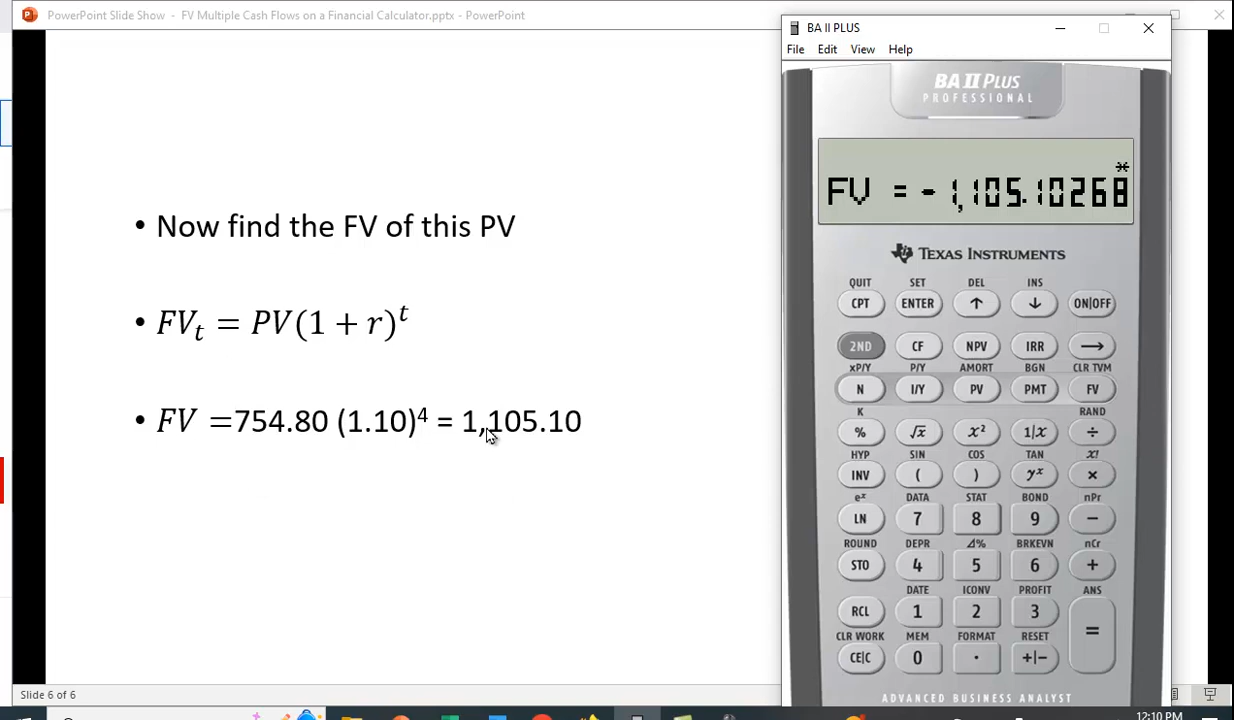 PowerPoint Slide Show - FV Multiple Cash Flows on a Financial Calculator.pptx - PowerPoint
• Now find the FV of this PV
• FVₜ = PV(1 + r)ᵗ
• FV =754.80 (1.10)⁴ = 1,105.10
Slide 6 of 6
BA II PLUS
File Edit View Help
BA II PLUS
PROFESSIONAL
*
FV = - 1,105.10268
TEXAS INSTRUMENTS
QUIT SET DEL INS
CPT ENTER ↑ ↓ ON|OFF
2ND CF NPV IRR →
xP/Y P/Y AMORT BGN CLR TVM
N I/Y PV PMT FV
K RAND
% √x x² 1/x ÷
HYP SIN COS TAN x!
INV ( ) yˣ ×
eˣ DATA STAT BOND nPr
LN 7 8 9 −
ROUND DEPR Δ% BRKEVN nCr
STO 4 5 6 +
DATE ICONV PROFIT ANS
RCL 1 2 3 =
CLR WORK MEM FORMAT RESET
CE|C 0 . +|−
ADVANCED BUSINESS ANALYST
12:10 PM